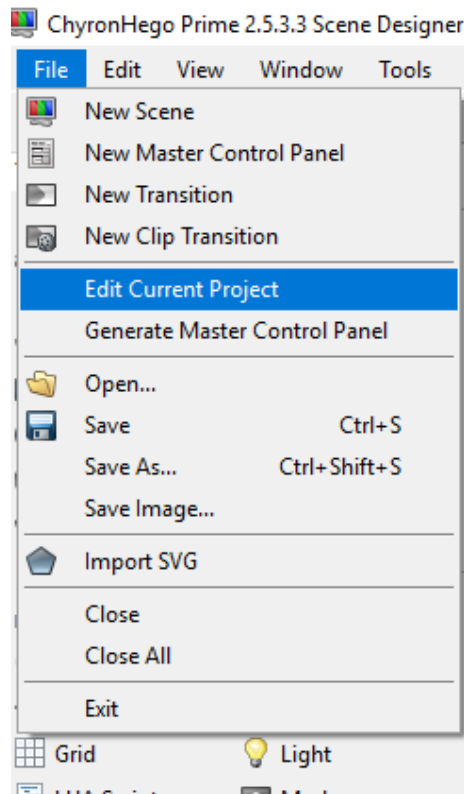 ChyronHego Prime 2.5.3.3 Scene Designer
File Edit View Window Tools
New Scene
New Master Control Panel
New Transition
New Clip Transition
Edit Current Project
Generate Master Control Panel
Open...
Save Ctrl+S
Save As... Ctrl+Shift+S
Save Image...
Import SVG
Close
Close All
Exit
Grid Light